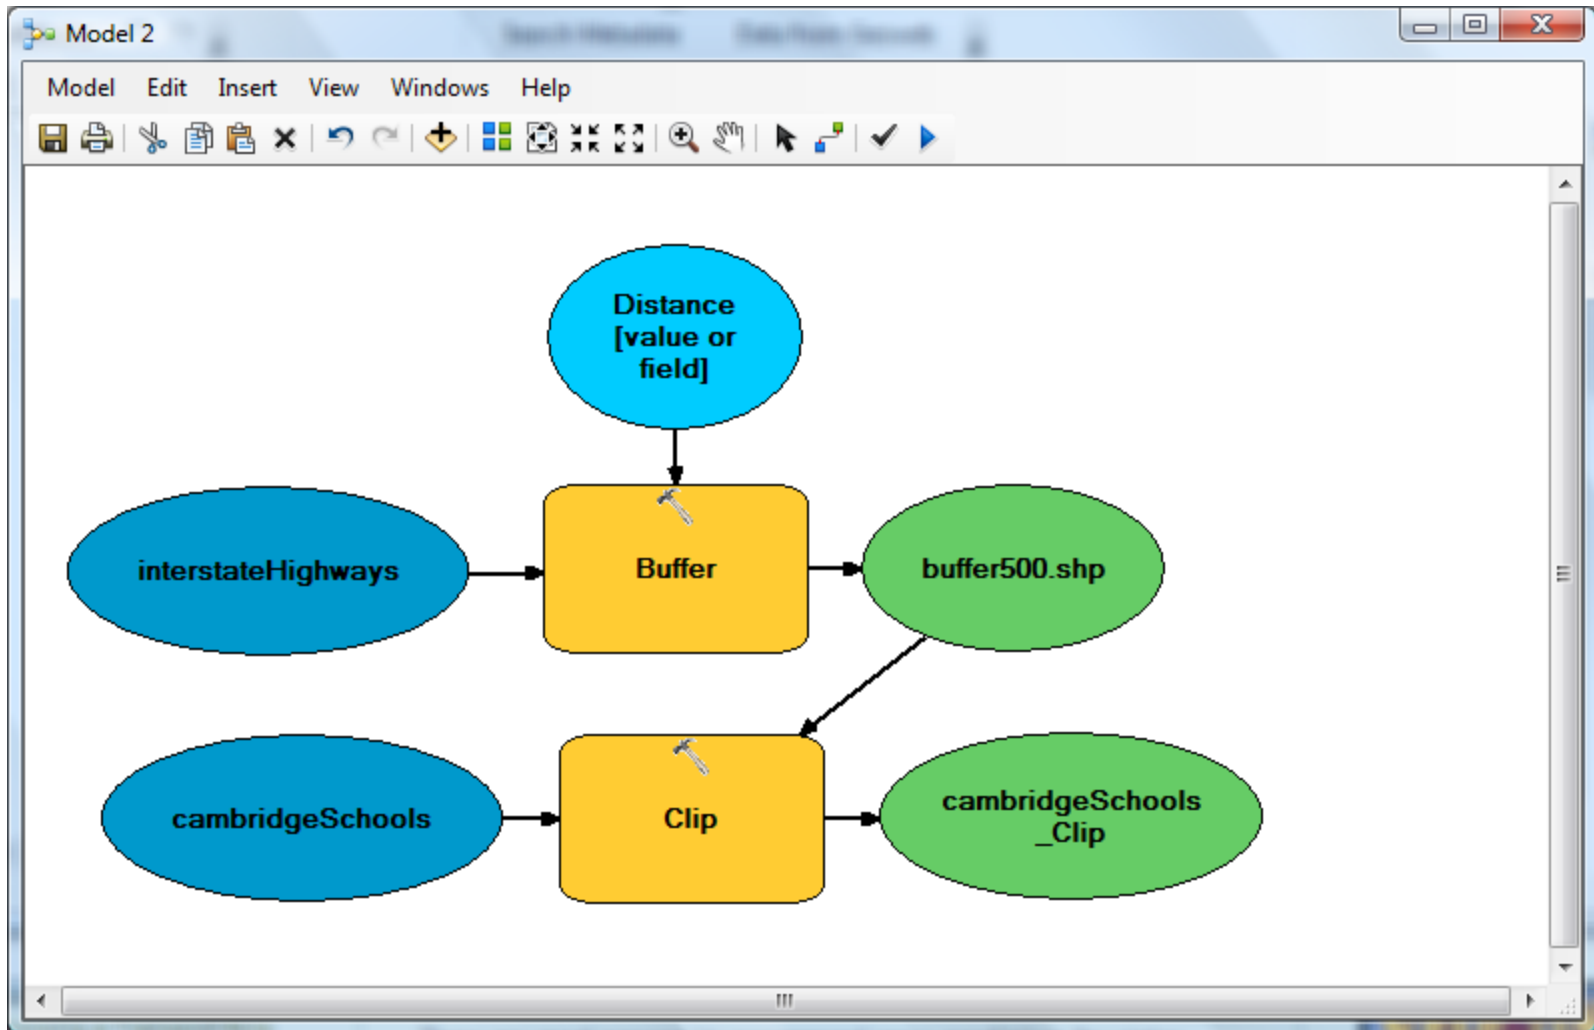 Model 2
Model Edit Insert View Windows Help
Distance
[value or
field]
interstateHighways
Buffer
buffer500.shp
cambridgeSchools
Clip
cambridgeSchools
_Clip